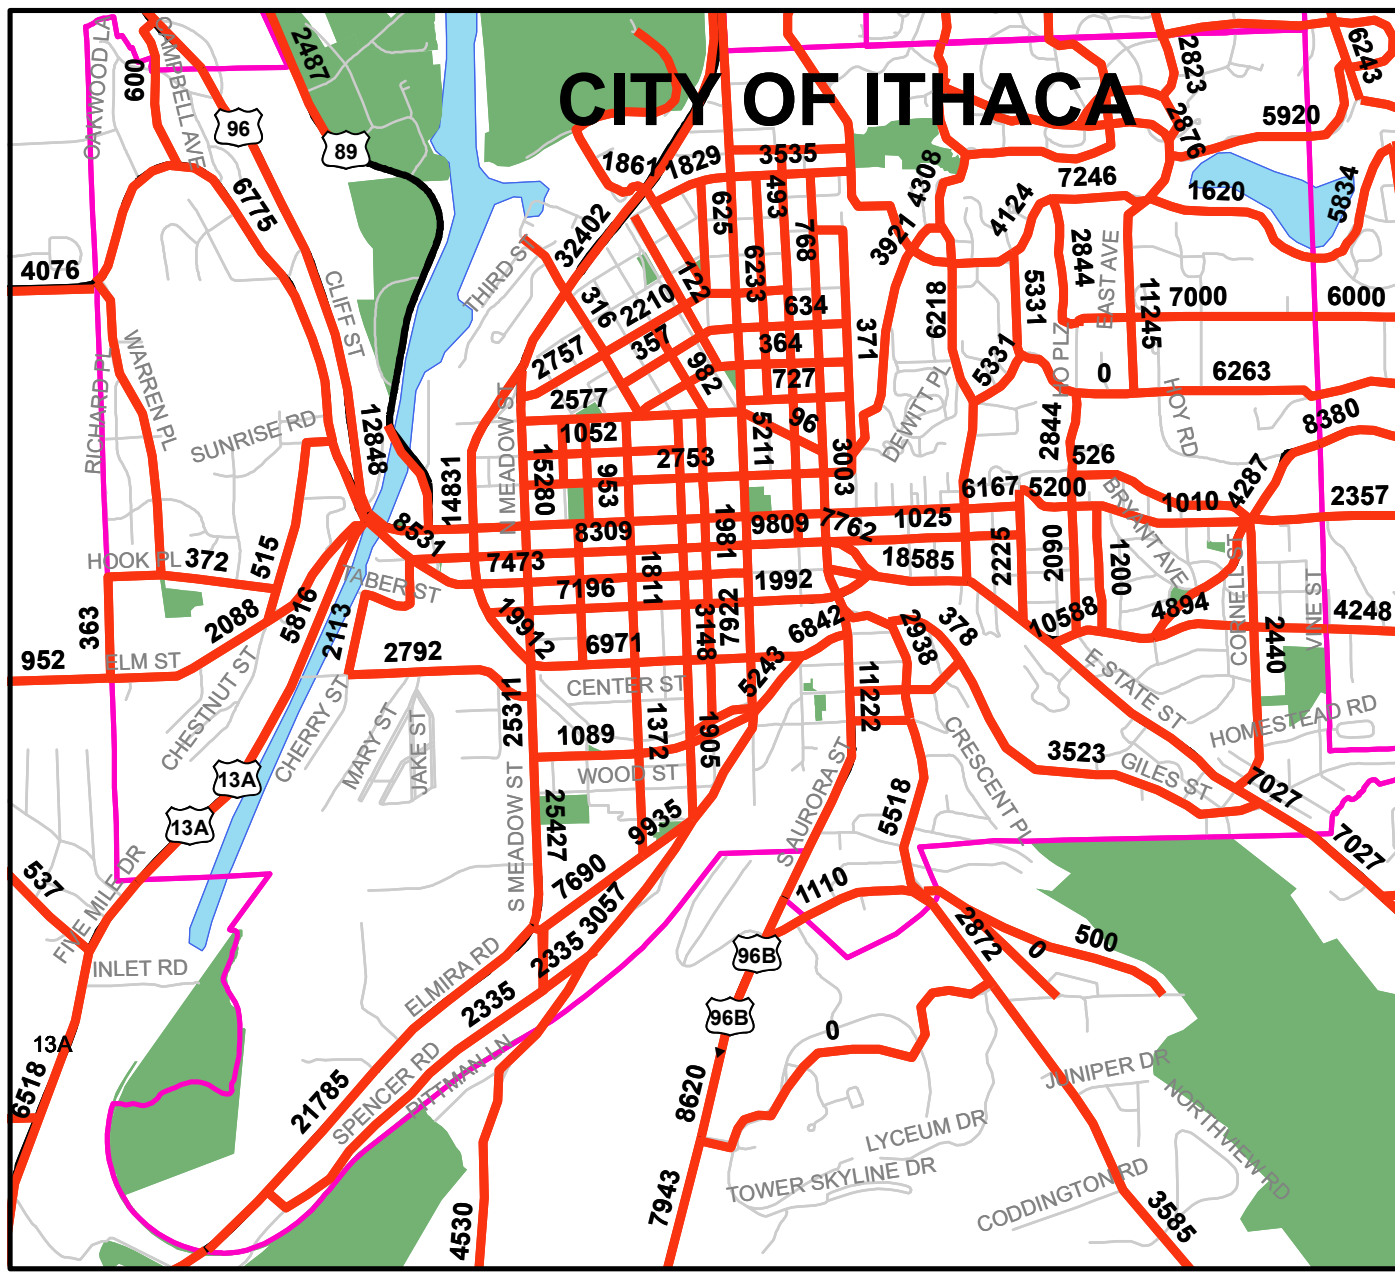 CITY OF ITHACA
OAKWOOD LA
600
CAMPBELL AVE
2487
96
89
6775
4076
1861
1829
3535
4308
2823
6243
2876
5920
7246
1620
5834
32402
625
493
768
3921
4124
2844
EAST AVE
THIRD ST
CLIFF ST
316
2210
122
6233
634
6218
5331
11245
7000
6000
WARREN PL
RICHARD PL
2757
357
982
364
371
5331
HO PLZ
0
6263
727
2577
N MEADOW ST
96
DEWITT PL
HOY RD
8380
SUNRISE RD
12848
1052
5211
2844
526
2753
3003
4287
14831
15280
953
6167
5200
BRYANT AVE
1010
2357
8531
8309
1981
9809
7762
1025
HOOK PL
372
515
7473
18585
2225
2090
1200
TABER ST
7196
1811
1992
CORNELL ST
VINE ST
363
2088
5816
2113
19912
3148
6292
6842
2938
378
10588
4894
4248
952
ELM ST
2792
6971
5243
2440
CHESTNUT ST
CHERRY ST
MARY ST
JAKE ST
25311
CENTER ST
11222
E STATE ST
1089
1372
1905
CRESCENT PL
HOMESTEAD RD
13A
WOOD ST
S AURORA ST
3523
GILES ST
13A
S MEADOW ST
25427
9935
5518
7027
7027
537
FIVE MILE DR
7690
3057
1110
INLET RD
ELMIRA RD
2335
96B
2872
0
500
2335
96B
0
13A
6518
SPENCER RD
PITTMAN LN
21785
8620
JUNIPER DR
NORTHVIEW RD
LYCEUM DR
TOWER SKYLINE DR
7943
CODDINGTON RD
4530
3585